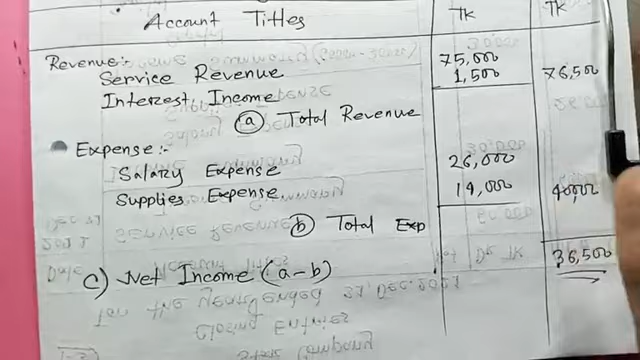 Account Titles TK TK
Revenue:-
Service Revenue 75,000
Interest Income 1,500 76,500
(a) Total Revenue
Expense:-
Salary Expense 26,000
Supplies Expense 14,000 40,000
(b) Total Exp
c) Net Income (a-b) 36,500